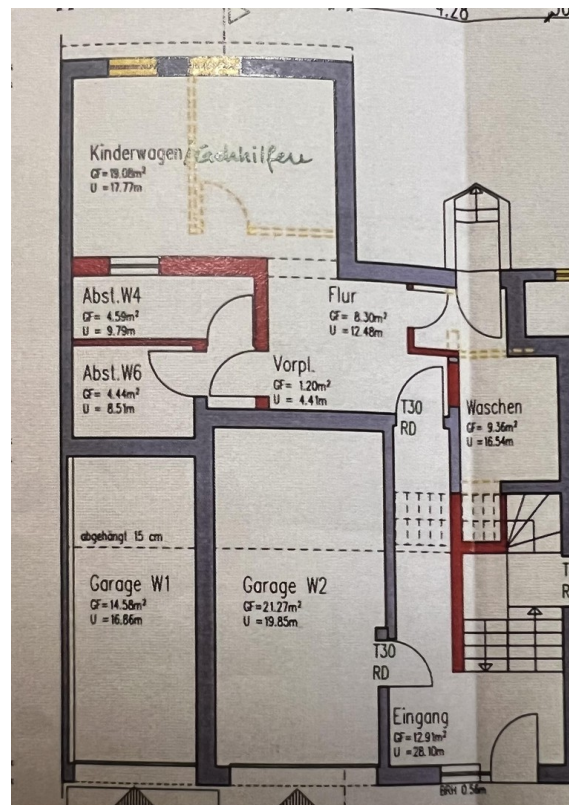 4.28
Kinderwagen
GF= 19.08m²
U = 17.77m
Abst.W4
GF= 4.59m²
U = 9.79m
Flur
GF= 8.30m²
U = 12.48m
Abst.W6
GF= 4.44m²
U = 8.51m
Vorpl.
GF= 1.20m²
U = 4.41m
T30
RD
Waschen
GF= 9.36m²
U =16.54m
abgehängt 15 cm
Garage W1
GF=14.58m²
U = 16.86m
Garage W2
GF=21.27m²
U =19.85m
T30
RD
Eingang
GF=12.91m²
U =28.10m
BRH 0.56m